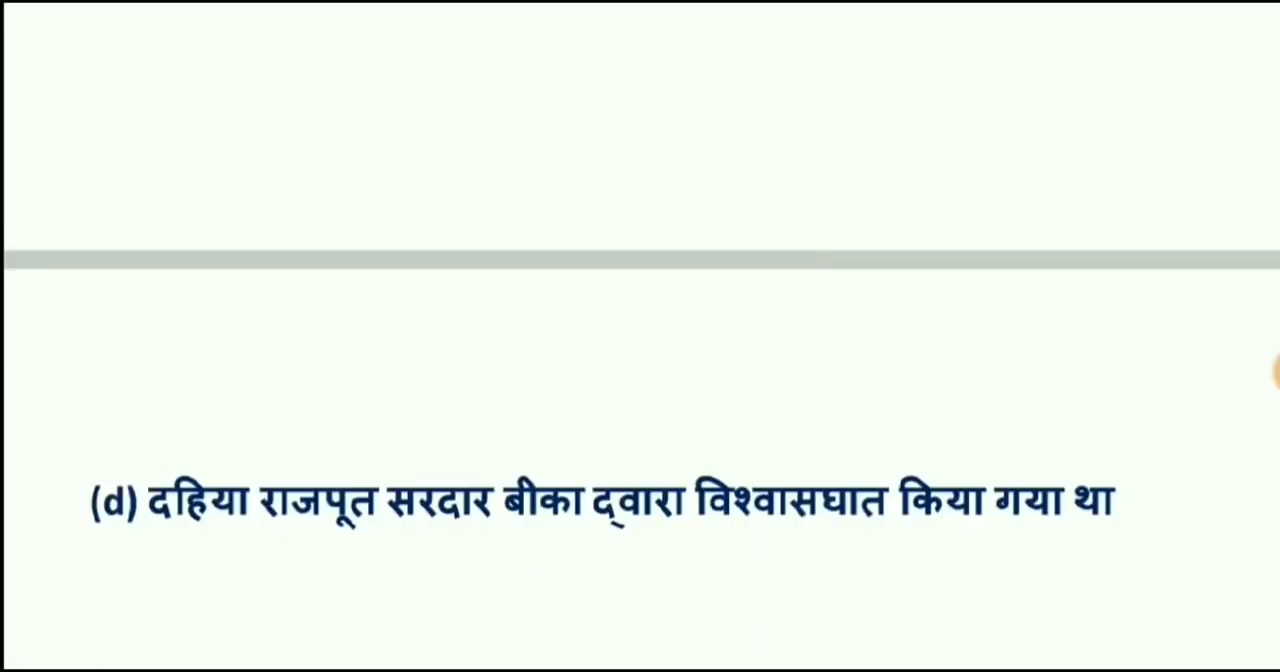 (d) दहिया राजपूत सरदार बीका द्वारा विश्वासघात किया गया था